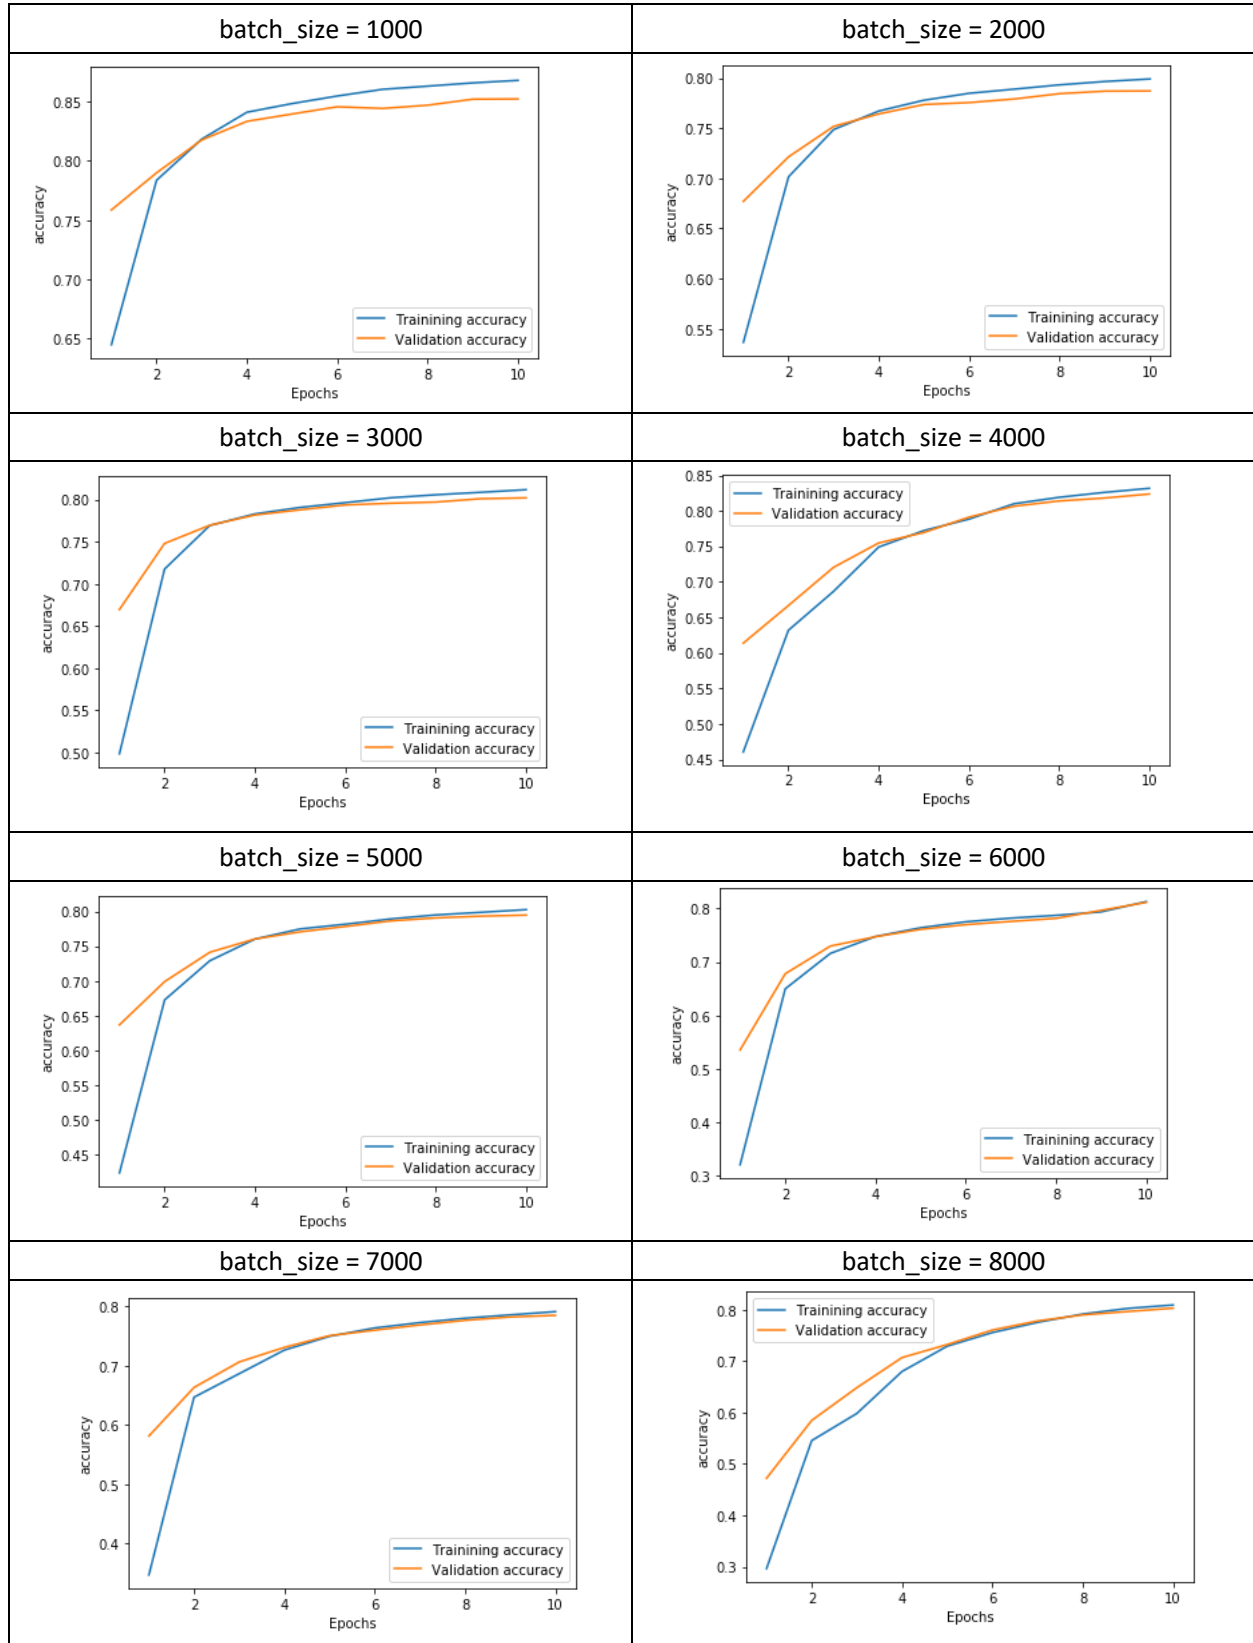 batch_size = 1000
batch_size = 2000
0.85
0.80
0.75
0.70
0.65
accuracy
2
4
6
8
10
Epochs
Trainining accuracy
Validation accuracy
0.80
0.75
0.70
0.65
0.60
0.55
accuracy
2
4
6
8
10
Epochs
Trainining accuracy
Validation accuracy
batch_size = 3000
batch_size = 4000
0.80
0.75
0.70
0.65
0.60
0.55
0.50
accuracy
2
4
6
8
10
Epochs
Trainining accuracy
Validation accuracy
0.85
0.80
0.75
0.70
0.65
0.60
0.55
0.50
0.45
accuracy
2
4
6
8
10
Epochs
Trainining accuracy
Validation accuracy
batch_size = 5000
batch_size = 6000
0.80
0.75
0.70
0.65
0.60
0.55
0.50
0.45
accuracy
2
4
6
8
10
Epochs
Trainining accuracy
Validation accuracy
0.8
0.7
0.6
0.5
0.4
0.3
accuracy
2
4
6
8
10
Epochs
Trainining accuracy
Validation accuracy
batch_size = 7000
batch_size = 8000
0.8
0.7
0.6
0.5
0.4
accuracy
2
4
6
8
10
Epochs
Trainining accuracy
Validation accuracy
0.8
0.7
0.6
0.5
0.4
0.3
accuracy
2
4
6
8
10
Epochs
Trainining accuracy
Validation accuracy